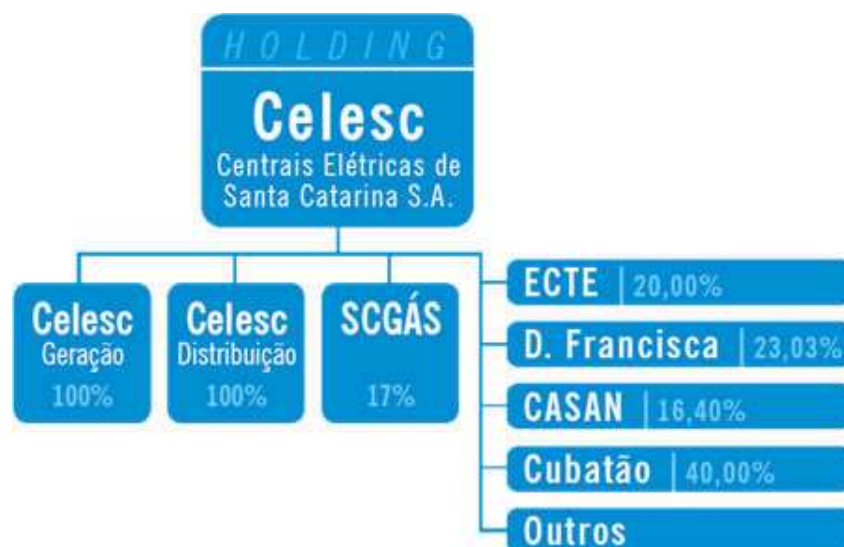 HOLDING
Celesc
Centrais Elétricas de
Santa Catarina S.A.
Celesc
Geração
100%
Celesc
Distribuição
100%
SCGÁS
17%
ECTE | 20,00%
D. Francisca | 23,03%
CASAN | 16,40%
Cubatão | 40,00%
Outros